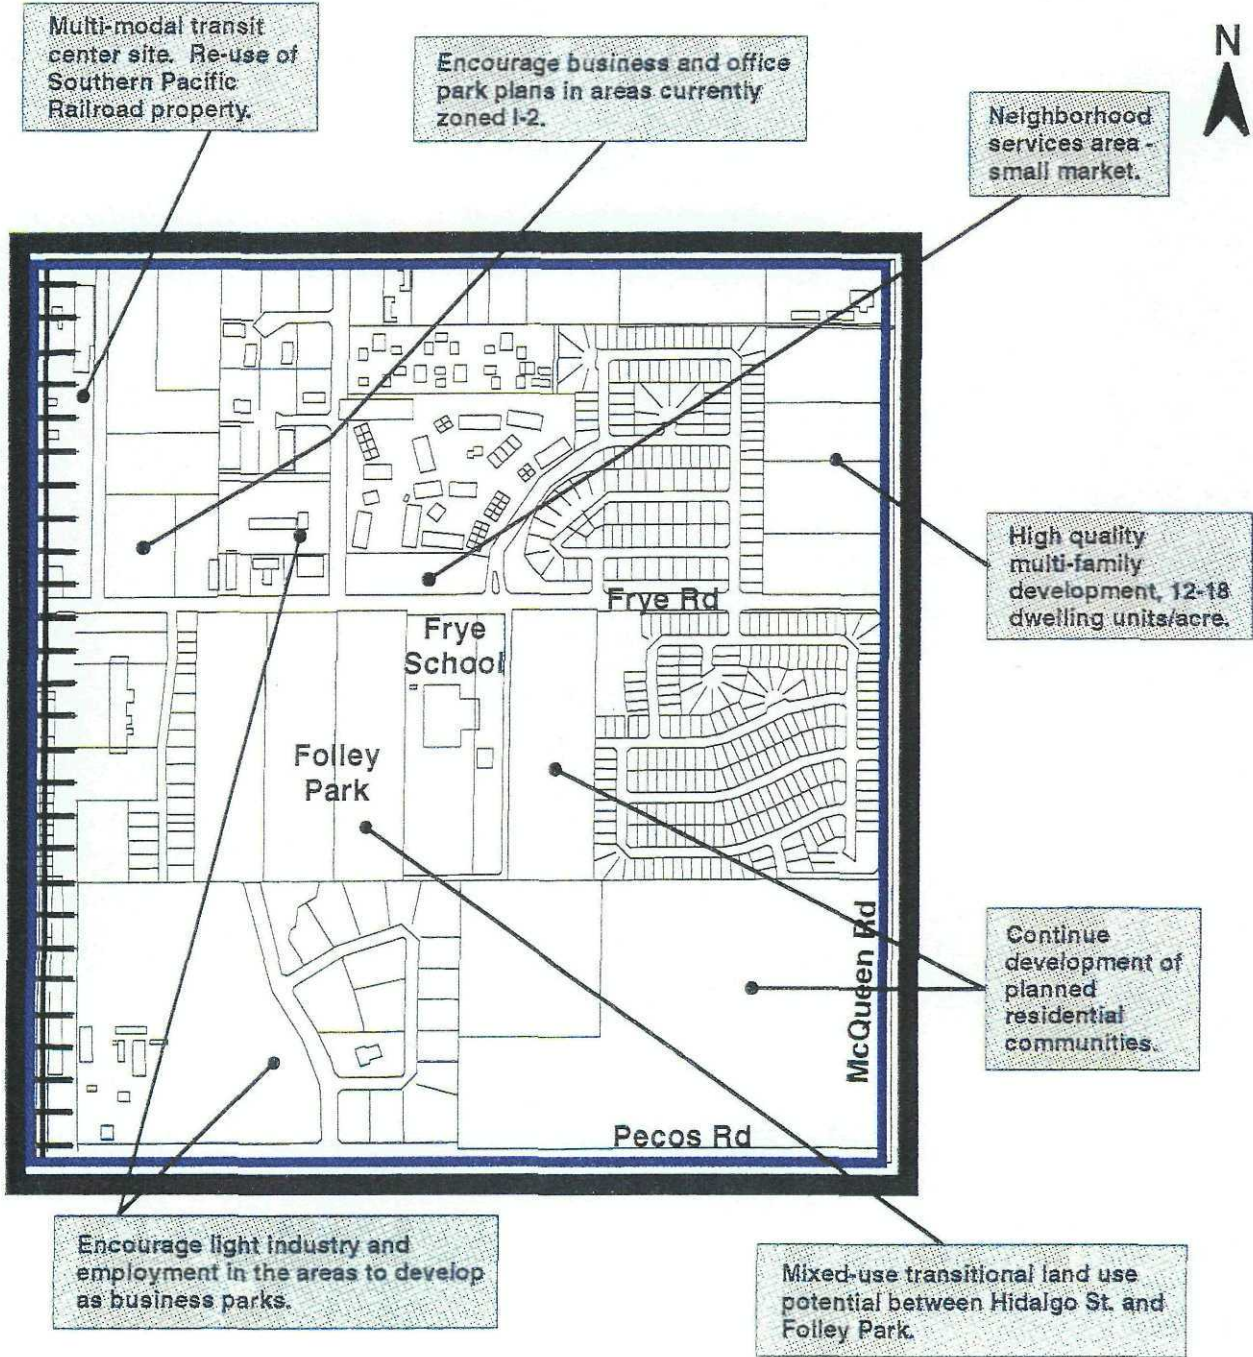 Multi-modal transit
center site. Re-use of
Southern Pacific
Railroad property.
Encourage business and office
park plans in areas currently
zoned I-2.
N
Neighborhood
services area -
small market.
High quality
multi-family
development, 12-18
dwelling units/acre.
Frye Rd
Frye
School
Folley
Park
McQueen Rd
Continue
development of
planned
residential
communities.
Pecos Rd
Encourage light industry and
employment in the areas to develop
as business parks.
Mixed-use transitional land use
potential between Hidalgo St. and
Folley Park.